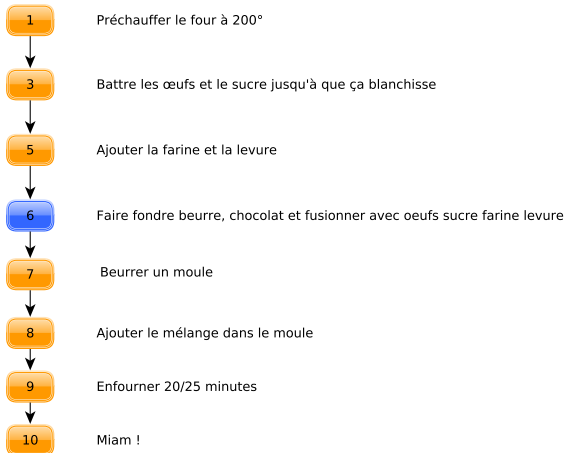 1 Préchauffer le four à 200°
3 Battre les œufs et le sucre jusqu'à que ça blanchisse
5 Ajouter la farine et la levure
6 Faire fondre beurre, chocolat et fusionner avec oeufs sucre farine levure
7 Beurrer un moule
8 Ajouter le mélange dans le moule
9 Enfourner 20/25 minutes
10 Miam !